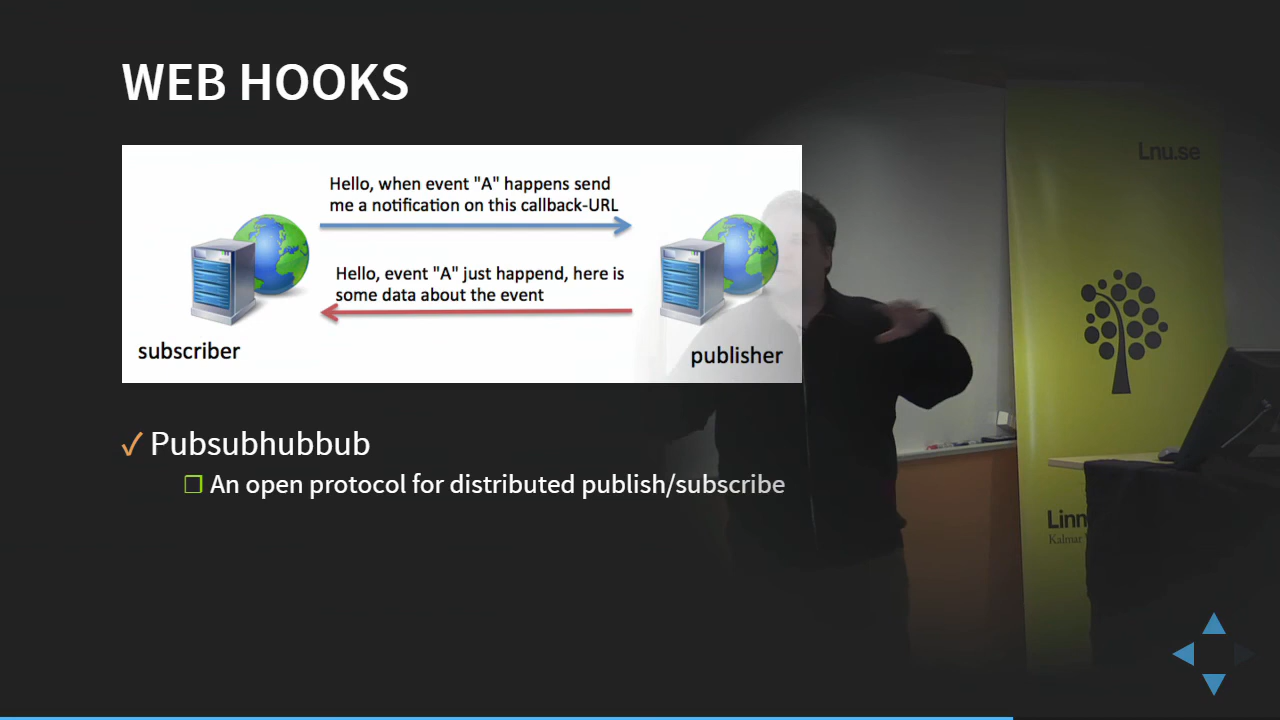 WEB HOOKS
Hello, when event "A" happens send
me a notification on this callback-URL
Hello, event "A" just happend, here is
some data about the event
subscriber
publisher
✓ Pubsubhubbub
❐ An open protocol for distributed publish/subscribe
Lnu.se
Linn
Kalmar